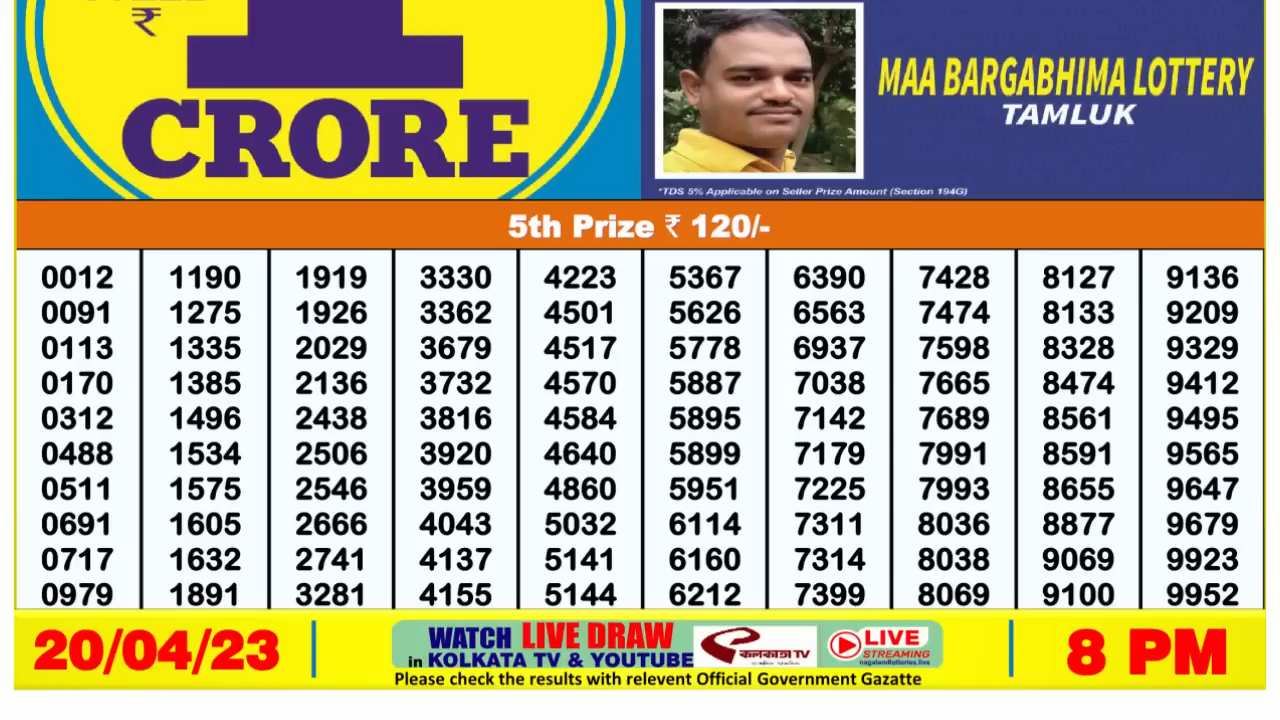 ₹
1
CRORE
MAA BARGABHIMA LOTTERY
TAMLUK
*TDS 5% Applicable on Seller Prize Amount (Section 194G)
5th Prize ₹ 120/-
0012 1190 1919 3330 4223 5367 6390 7428 8127 9136
0091 1275 1926 3362 4501 5626 6563 7474 8133 9209
0113 1335 2029 3679 4517 5778 6937 7598 8328 9329
0170 1385 2136 3732 4570 5887 7038 7665 8474 9412
0312 1496 2438 3816 4584 5895 7142 7689 8561 9495
0488 1534 2506 3920 4640 5899 7179 7991 8591 9565
0511 1575 2546 3959 4860 5951 7225 7993 8655 9647
0691 1605 2666 4043 5032 6114 7311 8036 8877 9679
0717 1632 2741 4137 5141 6160 7314 8038 9069 9923
0979 1891 3281 4155 5144 6212 7399 8069 9100 9952
20/04/23
WATCH LIVE DRAW
in KOLKATA TV & YOUTUBE
কলকাতা TV
LIVE
STREAMING
nagalandlotteries.live
Please check the results with relevent Official Government Gazatte
8 PM